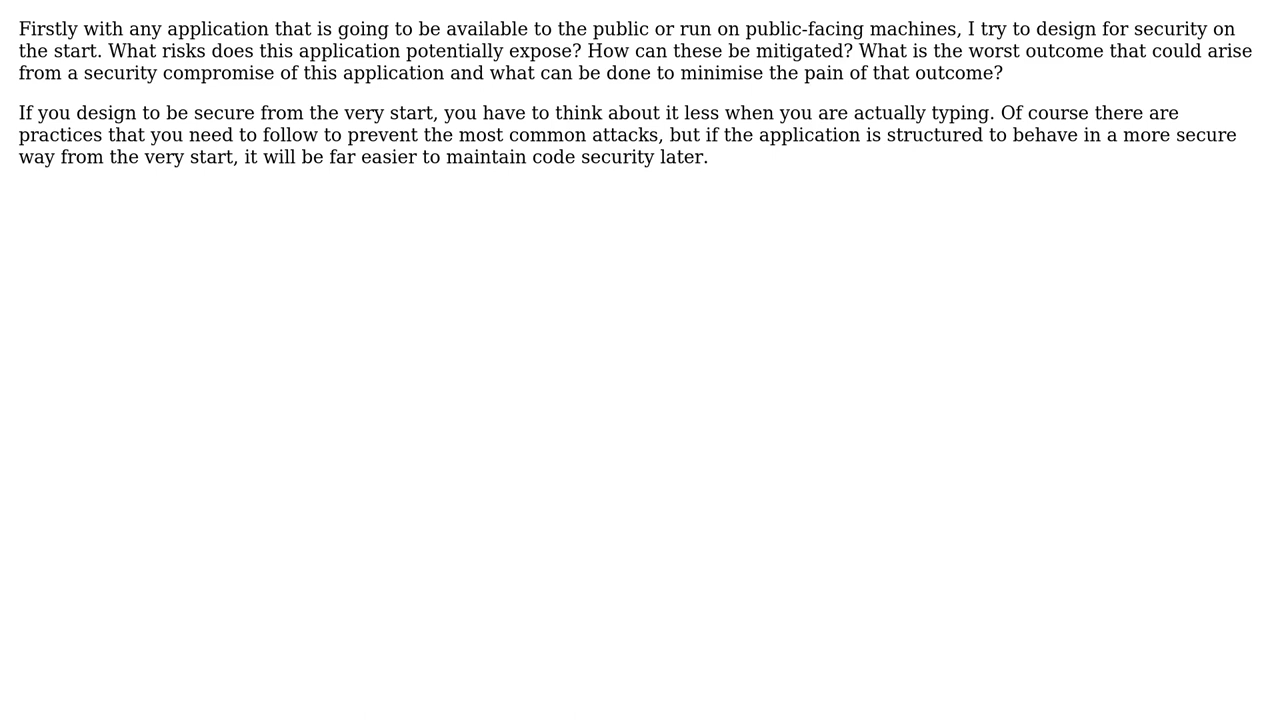 Firstly with any application that is going to be available to the public or run on public-facing machines, I try to design for security on
the start. What risks does this application potentially expose? How can these be mitigated? What is the worst outcome that could arise
from a security compromise of this application and what can be done to minimise the pain of that outcome?
If you design to be secure from the very start, you have to think about it less when you are actually typing. Of course there are
practices that you need to follow to prevent the most common attacks, but if the application is structured to behave in a more secure
way from the very start, it will be far easier to maintain code security later.